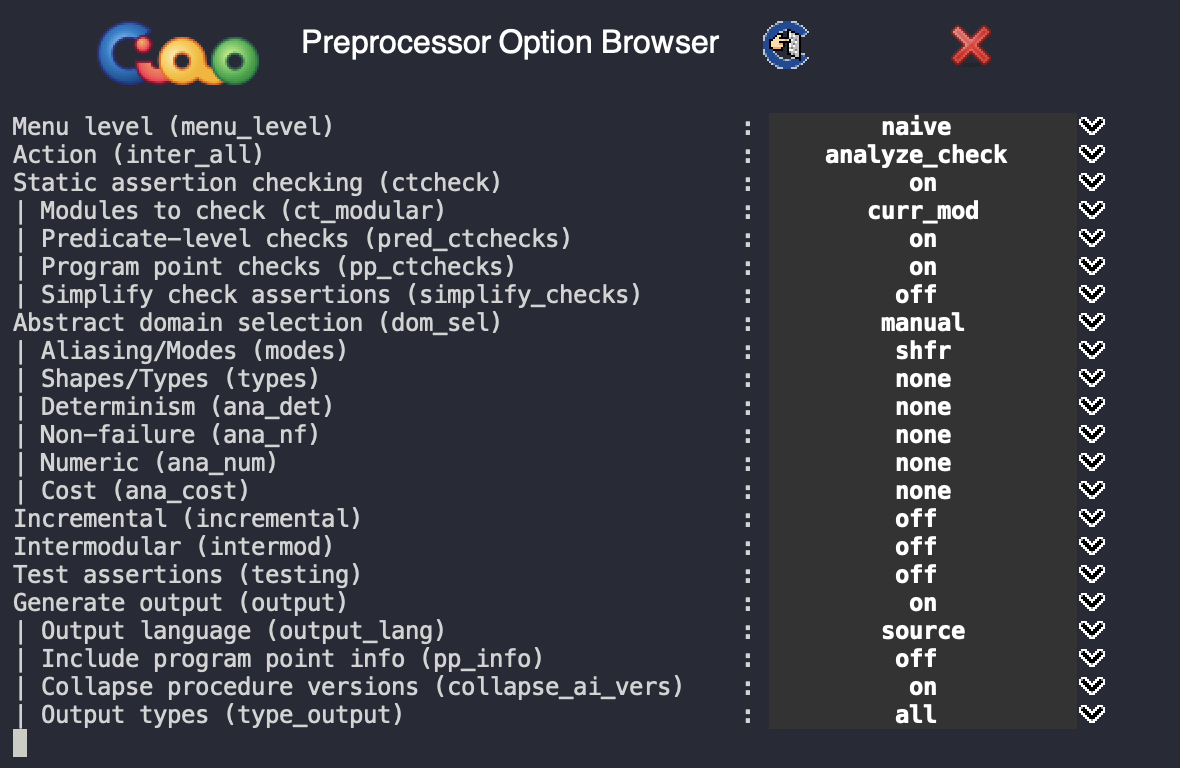 Ciao Preprocessor Option Browser
Menu level (menu_level) : naive
Action (inter_all) : analyze_check
Static assertion checking (ctcheck) : on
| Modules to check (ct_modular) : curr_mod
| Predicate-level checks (pred_ctchecks) : on
| Program point checks (pp_ctchecks) : on
| Simplify check assertions (simplify_checks) : off
Abstract domain selection (dom_sel) : manual
| Aliasing/Modes (modes) : shfr
| Shapes/Types (types) : none
| Determinism (ana_det) : none
| Non-failure (ana_nf) : none
| Numeric (ana_num) : none
| Cost (ana_cost) : none
Incremental (incremental) : off
Intermodular (intermod) : off
Test assertions (testing) : off
Generate output (output) : on
| Output language (output_lang) : source
| Include program point info (pp_info) : off
| Collapse procedure versions (collapse_ai_vers) : on
| Output types (type_output) : all